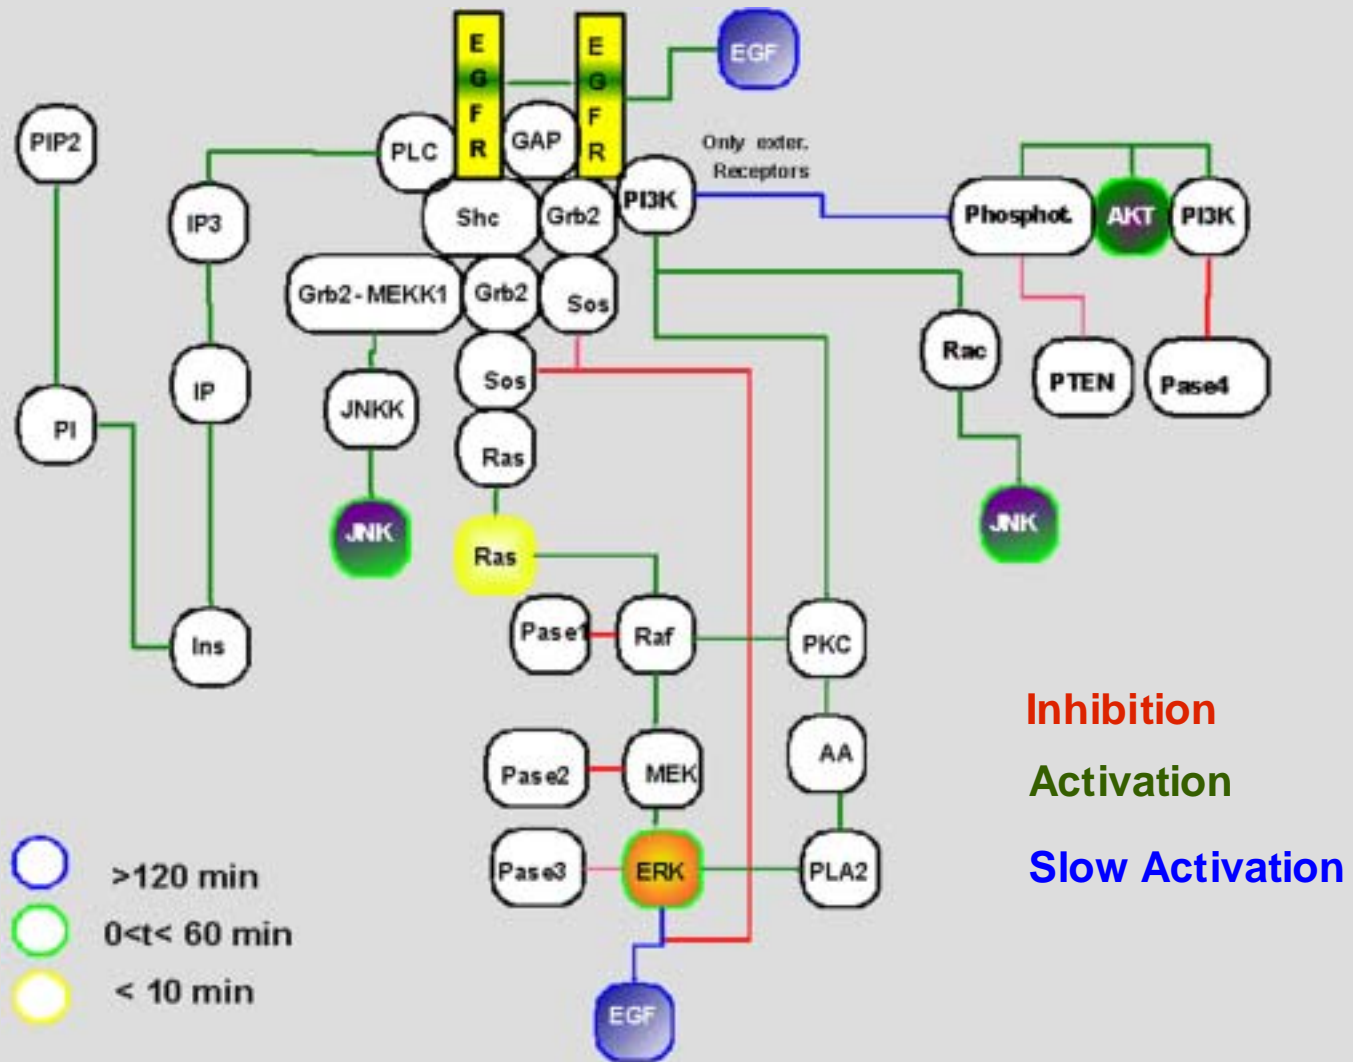 E
G
F
R
E
G
F
R
EGF
PIP2
PLC
GAP
Only exter.
Receptors
IP3
Shc
Grb2
PI3K
Phosphot.
AKT
PI3K
Grb2-MEKK1
Grb2
Sos
Rac
PTEN
Pase4
PI
IP
JNKK
Sos
Ras
JNK
JNK
Ras
Ins
Pase1
Raf
PKC
Pase2
MEK
AA
Pase3
ERK
PLA2
EGF
Inhibition
Activation
Slow Activation
>120 min
0<t< 60 min
< 10 min